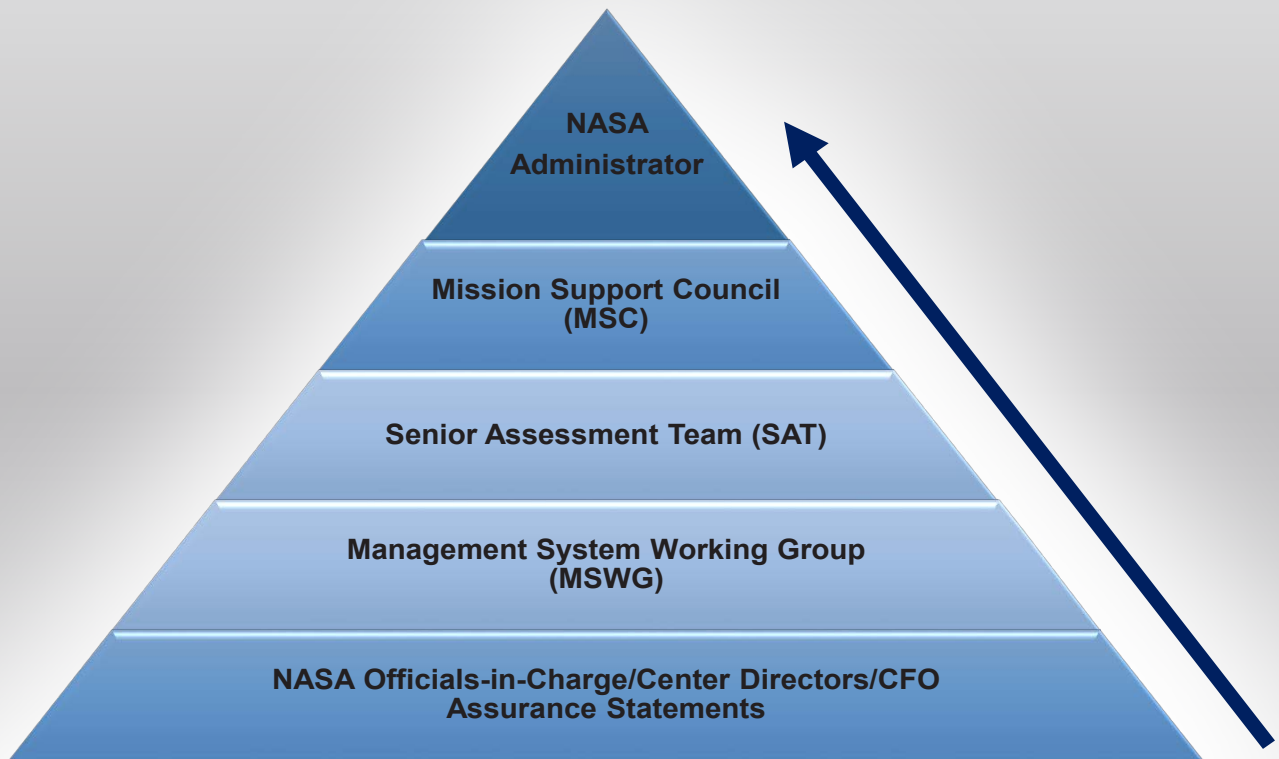 NASA
Administrator
Mission Support Council
(MSC)
Senior Assessment Team (SAT)
Management System Working Group
(MSWG)
NASA Officials-in-Charge/Center Directors/CFO
Assurance Statements